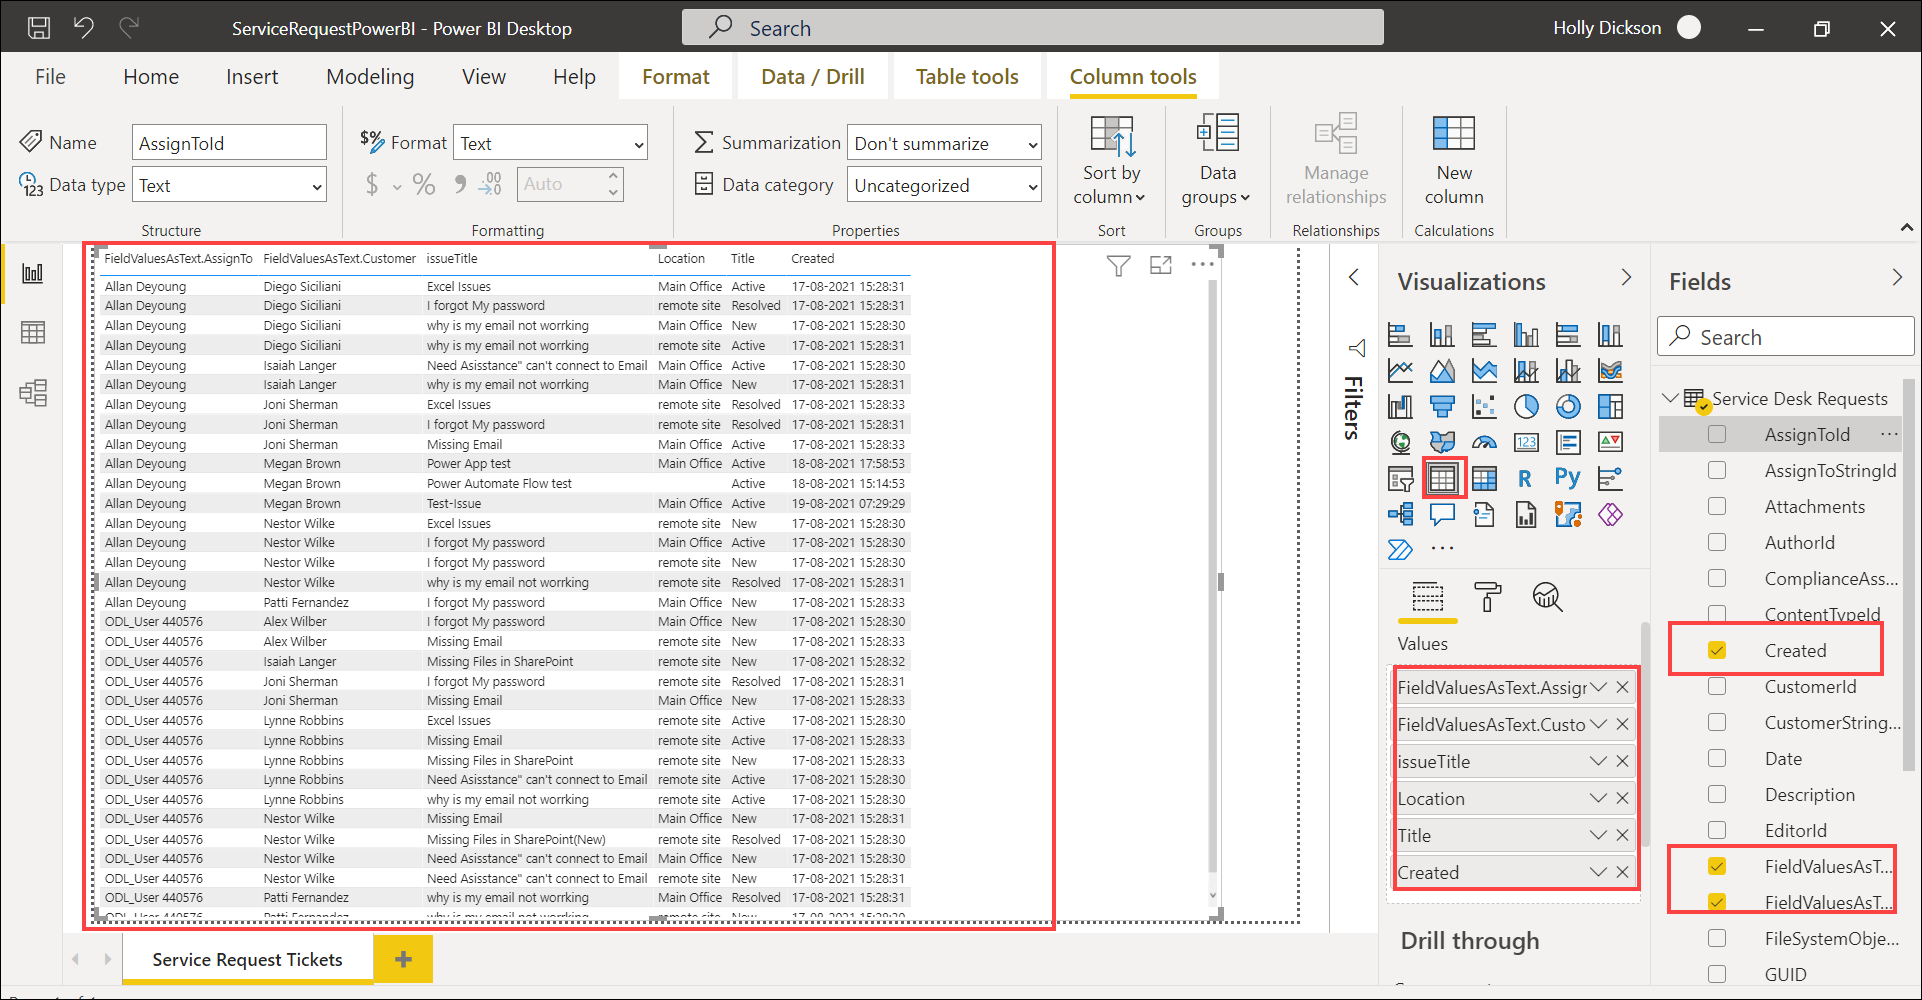 ServiceRequestPowerBI - Power BI Desktop
Search
Holly Dickson
File Home Insert Modeling View Help Format Data / Drill Table tools Column tools
Name AssignToId
Data type Text
Structure
Format Text
$ % Auto
Formatting
Summarization Don't summarize
Data category Uncategorized
Properties
Sort by column
Sort
Data groups
Groups
Manage relationships
Relationships
New column
Calculations
FieldValuesAsText.AssignTo FieldValuesAsText.Customer issueTitle Location Title Created
Allan Deyoung Diego Siciliani Excel Issues Main Office Active 17-08-2021 15:28:31
Allan Deyoung Diego Siciliani I forgot My password remote site Resolved 17-08-2021 15:28:31
Allan Deyoung Diego Siciliani why is my email not worrking Main Office New 17-08-2021 15:28:30
Allan Deyoung Diego Siciliani why is my email not worrking remote site Active 17-08-2021 15:28:31
Allan Deyoung Isaiah Langer Need Asisstance" can't connect to Email Main Office Active 17-08-2021 15:28:30
Allan Deyoung Isaiah Langer why is my email not worrking Main Office New 17-08-2021 15:28:31
Allan Deyoung Joni Sherman Excel Issues remote site Resolved 17-08-2021 15:28:33
Allan Deyoung Joni Sherman I forgot My password remote site Resolved 17-08-2021 15:28:31
Allan Deyoung Joni Sherman Missing Email Main Office Active 17-08-2021 15:28:33
Allan Deyoung Megan Brown Power App test Main Office Active 18-08-2021 17:58:53
Allan Deyoung Megan Brown Power Automate Flow test Active 18-08-2021 15:14:53
Allan Deyoung Megan Brown Test-Issue Main Office Active 19-08-2021 07:29:29
Allan Deyoung Nestor Wilke Excel Issues remote site New 17-08-2021 15:28:30
Allan Deyoung Nestor Wilke I forgot My password Main Office Active 17-08-2021 15:28:30
Allan Deyoung Nestor Wilke I forgot My password remote site New 17-08-2021 15:28:30
Allan Deyoung Nestor Wilke why is my email not worrking remote site Resolved 17-08-2021 15:28:31
Allan Deyoung Patti Fernandez I forgot My password Main Office New 17-08-2021 15:28:33
ODL_User 440576 Alex Wilber I forgot My password Main Office New 17-08-2021 15:28:30
ODL_User 440576 Alex Wilber Missing Email remote site New 17-08-2021 15:28:33
ODL_User 440576 Isaiah Langer Missing Files in SharePoint remote site New 17-08-2021 15:28:32
ODL_User 440576 Joni Sherman I forgot My password remote site Resolved 17-08-2021 15:28:31
ODL_User 440576 Joni Sherman Missing Email Main Office New 17-08-2021 15:28:33
ODL_User 440576 Lynne Robbins Excel Issues remote site Active 17-08-2021 15:28:30
ODL_User 440576 Lynne Robbins Missing Email remote site Active 17-08-2021 15:28:33
ODL_User 440576 Lynne Robbins Missing Files in SharePoint remote site New 17-08-2021 15:28:33
ODL_User 440576 Lynne Robbins Need Asisstance" can't connect to Email remote site Active 17-08-2021 15:28:30
ODL_User 440576 Lynne Robbins why is my email not worrking remote site Active 17-08-2021 15:28:30
ODL_User 440576 Nestor Wilke Missing Email Main Office New 17-08-2021 15:28:31
ODL_User 440576 Nestor Wilke Missing Files in SharePoint(New) remote site Resolved 17-08-2021 15:28:30
ODL_User 440576 Nestor Wilke Need Asisstance" can't connect to Email Main Office New 17-08-2021 15:28:30
ODL_User 440576 Nestor Wilke Need Asisstance" can't connect to Email remote site New 17-08-2021 15:28:31
ODL_User 440576 Patti Fernandez why is my email not worrking Main Office Resolved 17-08-2021 15:28:31
Service Request Tickets
Filters
Visualizations
123
R Py
...
Values
FieldValuesAsText.Assigr
FieldValuesAsText.Custo
issueTitle
Location
Title
Created
Drill through
Fields
Search
Service Desk Requests
AssignToId ...
AssignToStringId
Attachments
AuthorId
ComplianceAss...
ContentTypeId
Created
CustomerId
CustomerString...
Date
Description
EditorId
FieldValuesAsT...
FieldValuesAsT...
FileSystemObje...
GUID